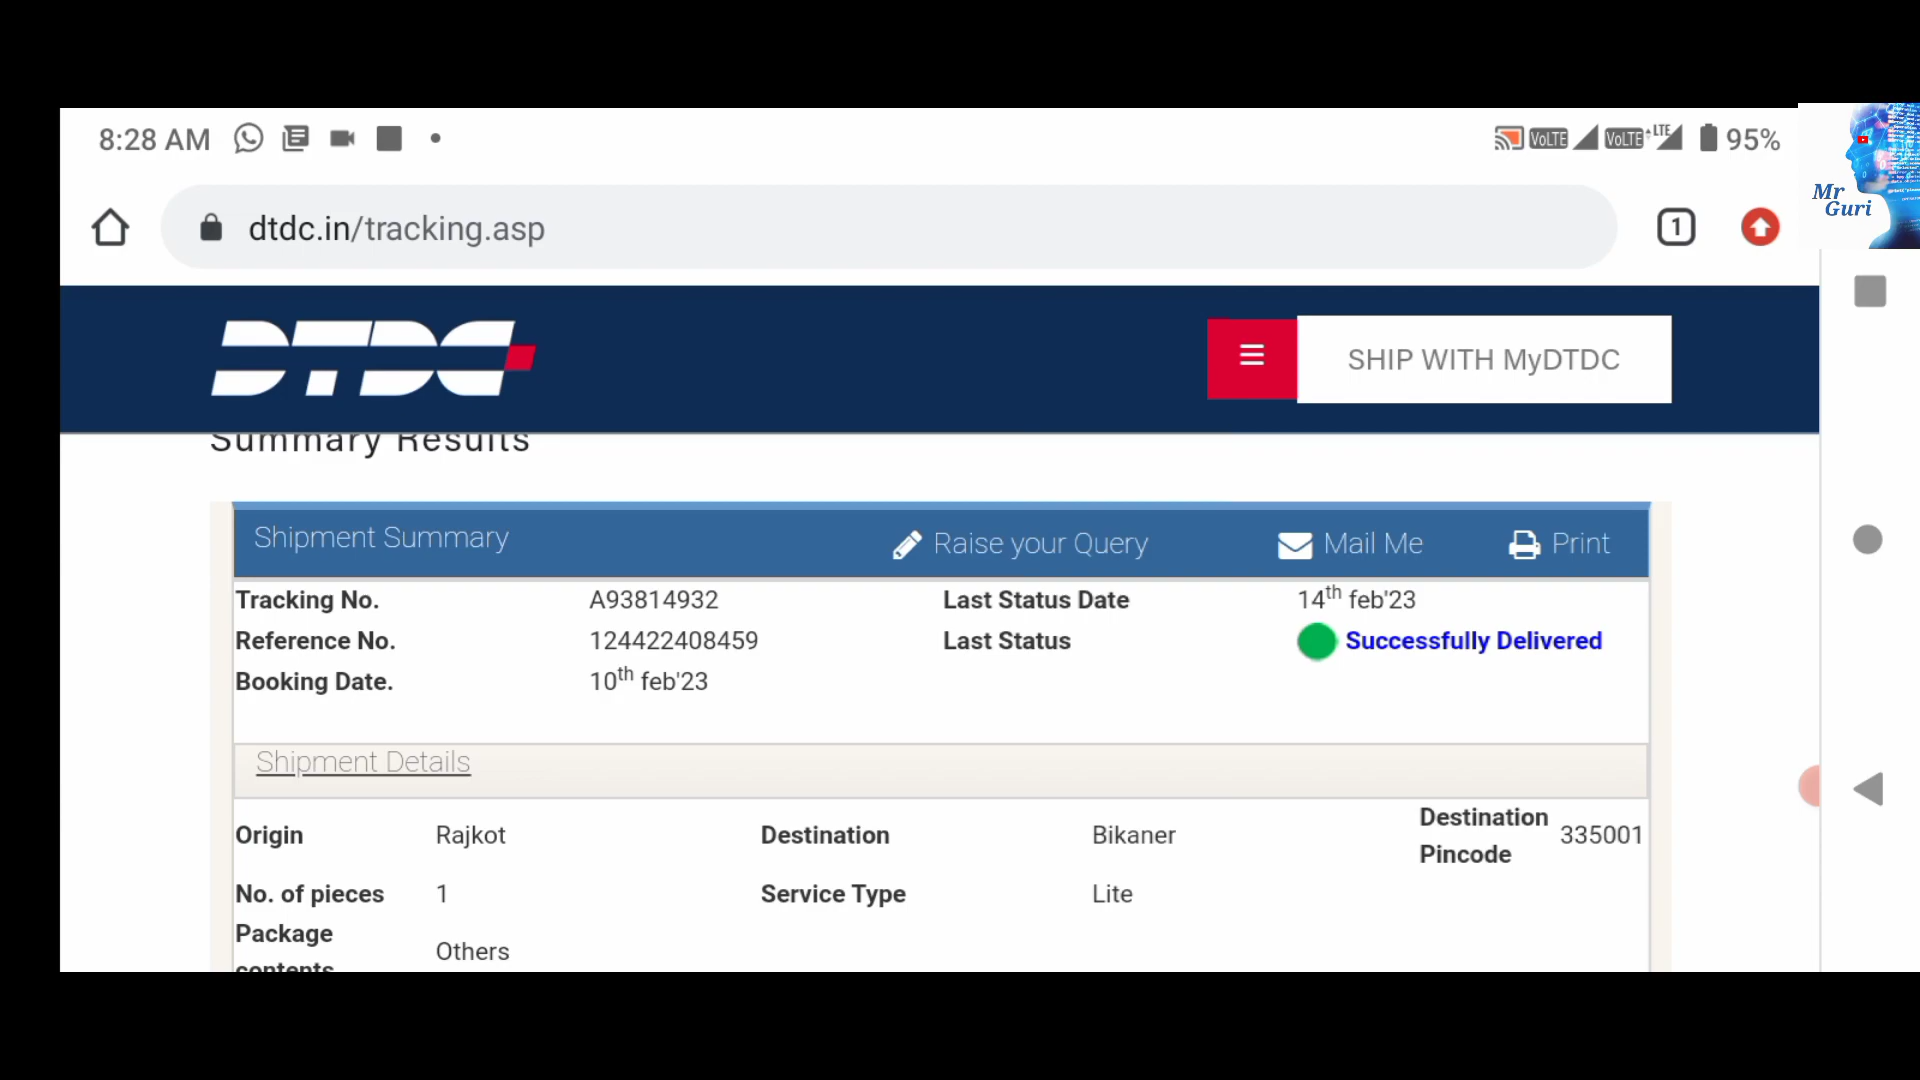 8:28 AM VoLTE VoLTE LTE 95%
Mr
Guri
dtdc.in/tracking.asp 1
DTDC SHIP WITH MyDTDC
Summary Results
Shipment Summary Raise your Query Mail Me Print
Tracking No. A93814932 Last Status Date 14th feb'23
Reference No. 124422408459 Last Status Successfully Delivered
Booking Date. 10th feb'23
Shipment Details
Origin Rajkot Destination Bikaner Destination Pincode 335001
No. of pieces 1 Service Type Lite
Package contents Others